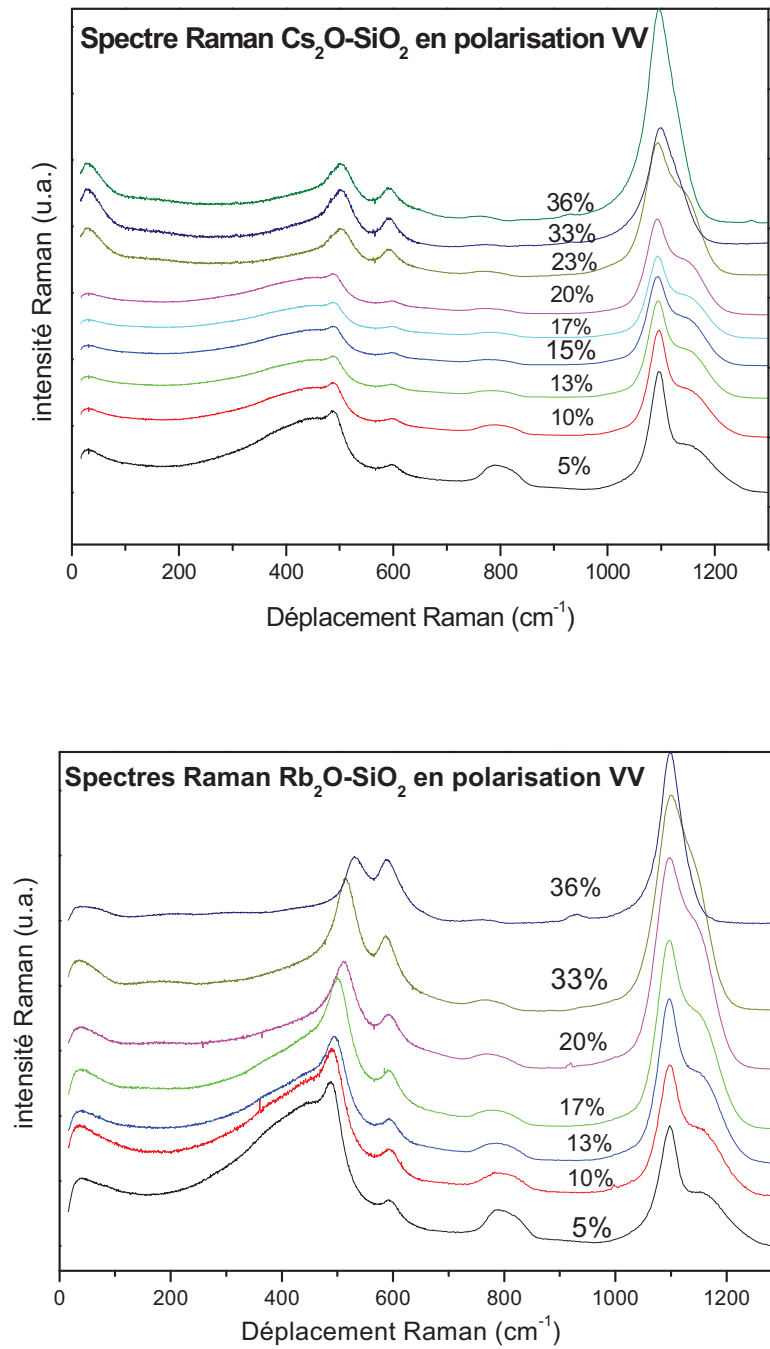 Spectre Raman Cs₂O-SiO₂ en polarisation VV
intensité Raman (u.a.)
36%
33%
23%
20%
17%
15%
13%
10%
5%
0 200 400 600 800 1000 1200
Déplacement Raman (cm⁻¹)
Spectres Raman Rb₂O-SiO₂ en polarisation VV
intensité Raman (u.a.)
36%
33%
20%
17%
13%
10%
5%
0 200 400 600 800 1000 1200
Déplacement Raman (cm⁻¹)